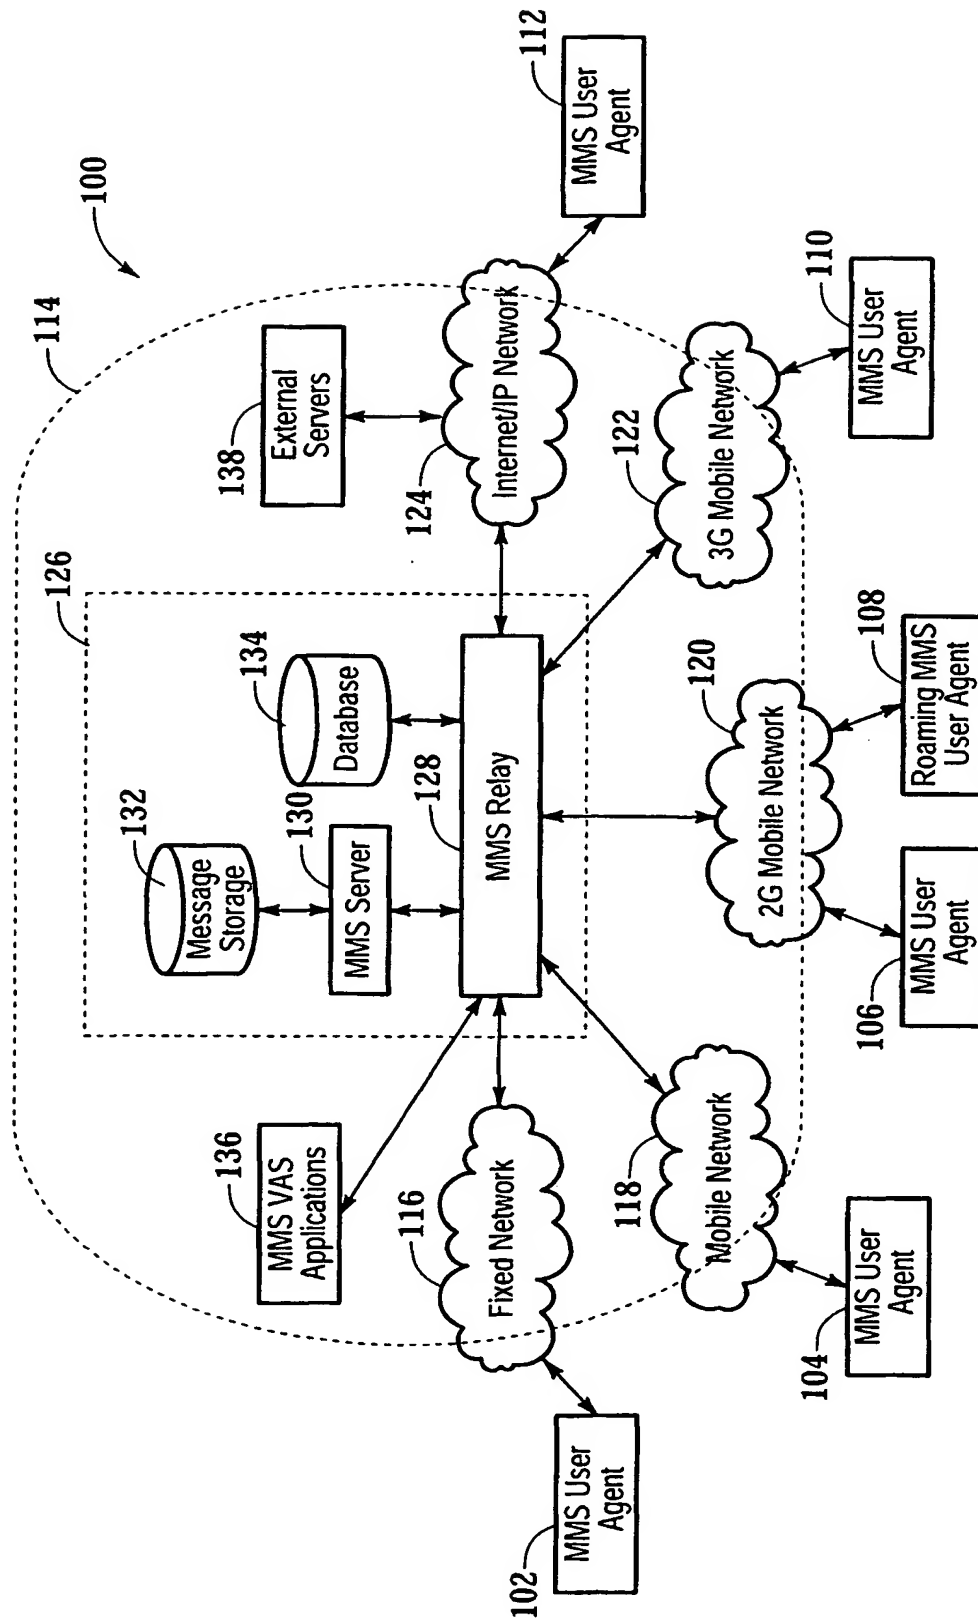 100
114
126
112
MMS User
Agent
138
External
Servers
124
Internet/IP Network
110
MMS User
Agent
122
3G Mobile Network
134
Database
132
Message
Storage
130
MMS Server
128
MMS Relay
120
2G Mobile Network
108
Roaming MMS
User Agent
106
MMS User
Agent
136
MMS VAS
Applications
116
Fixed Network
118
Mobile Network
104
MMS User
Agent
102
MMS User
Agent